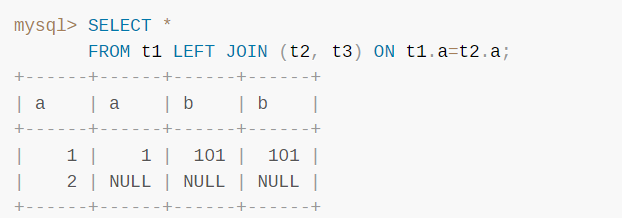 mysql> SELECT *
       FROM t1 LEFT JOIN (t2, t3) ON t1.a=t2.a;
+------+------+------+------+
| a    | a    | b    | b    |
+------+------+------+------+
|    1 |    1 |  101 |  101 |
|    2 | NULL | NULL | NULL |
+------+------+------+------+